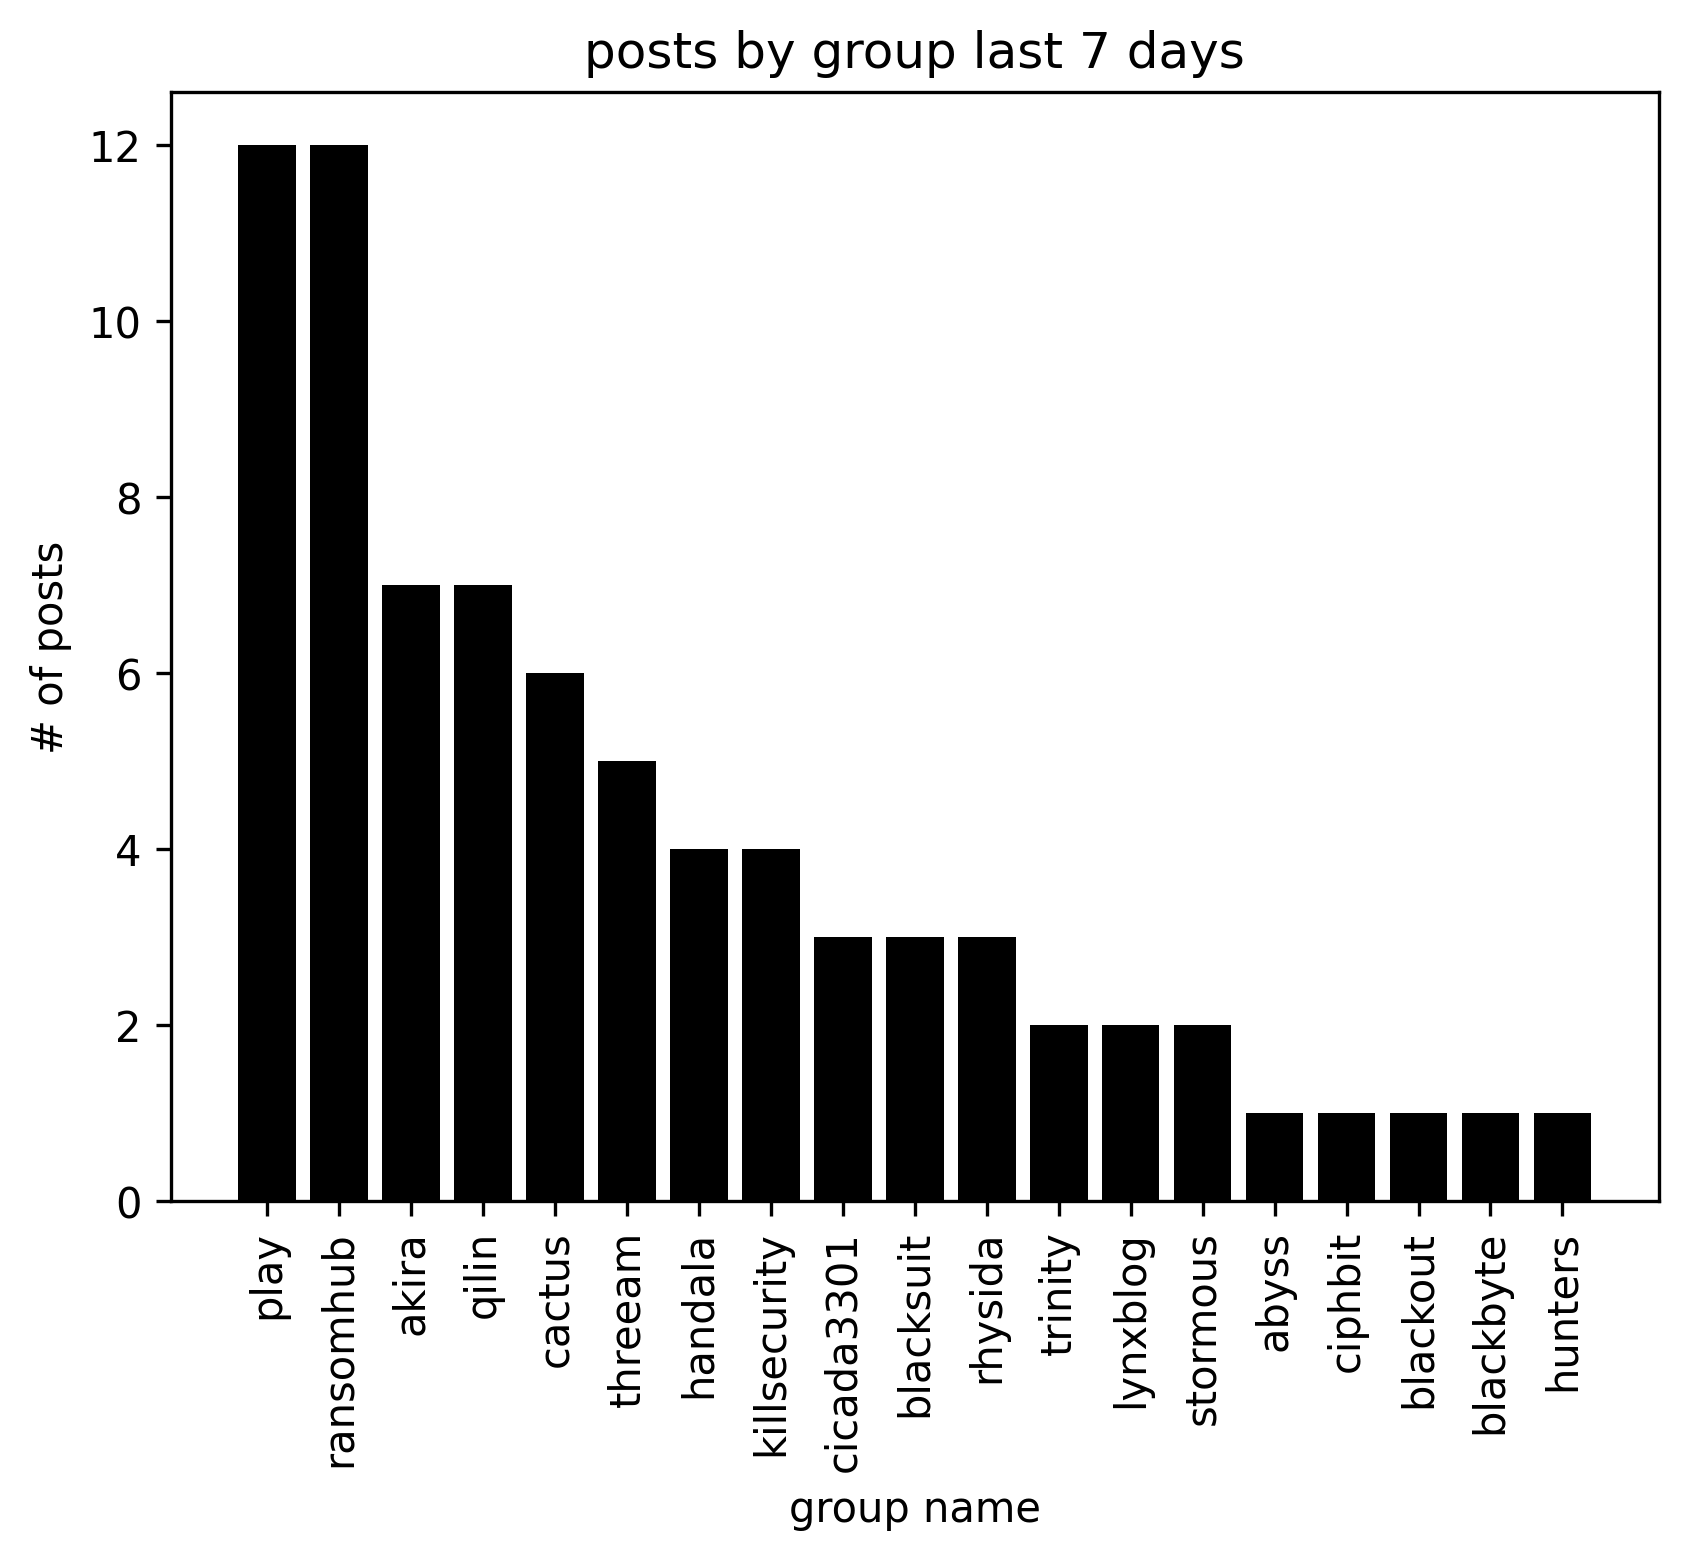 posts by group last 7 days
12
10
8
6
4
2
0
# of posts
play
ransomhub
akira
qilin
cactus
threeam
handala
killsecurity
cicada3301
blacksuit
rhysida
trinity
lynxblog
stormous
abyss
ciphbit
blackout
blackbyte
hunters
group name